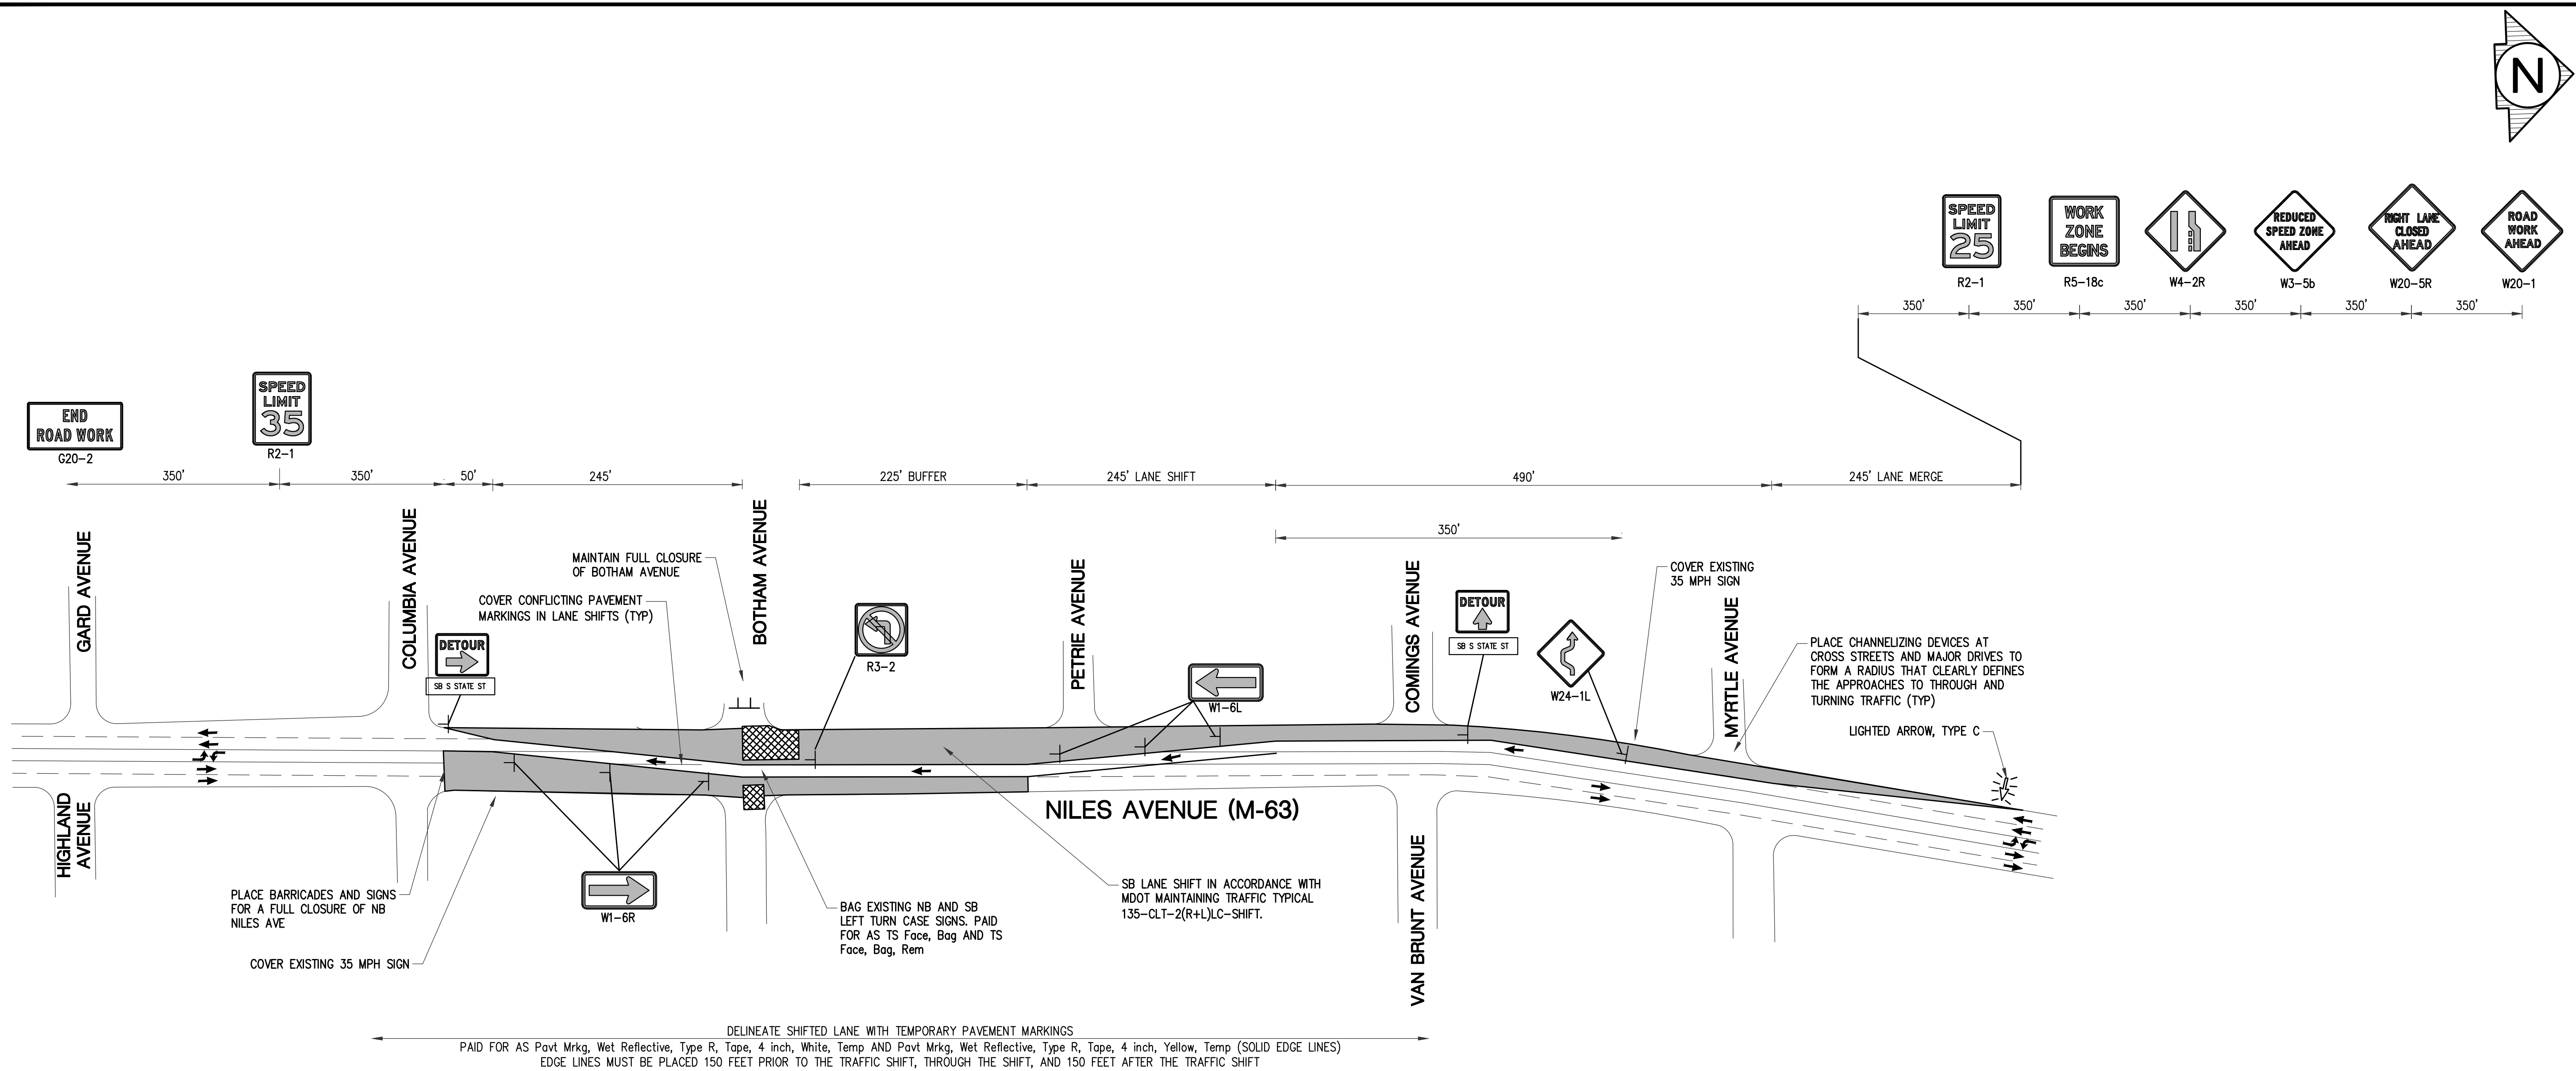 N
SPEED
LIMIT
25
R2-1
WORK
ZONE
BEGINS
R5-18c
W4-2R
REDUCED
SPEED ZONE
AHEAD
W3-5b
RIGHT LANE
CLOSED
AHEAD
W20-5R
ROAD
WORK
AHEAD
W20-1
350'
350'
350'
350'
350'
350'
END
ROAD WORK
G20-2
SPEED
LIMIT
35
R2-1
350'
350'
50'
245'
225' BUFFER
245' LANE SHIFT
490'
245' LANE MERGE
350'
GARD AVENUE
COLUMBIA AVENUE
BOTHAM AVENUE
PETRIE AVENUE
COMINGS AVENUE
MYRTLE AVENUE
MAINTAIN FULL CLOSURE
OF BOTHAM AVENUE
COVER CONFLICTING PAVEMENT
MARKINGS IN LANE SHIFTS (TYP)
DETOUR
SB S STATE ST
R3-2
W1-6L
DETOUR
SB S STATE ST
W24-1L
COVER EXISTING
35 MPH SIGN
PLACE CHANNELIZING DEVICES AT
CROSS STREETS AND MAJOR DRIVES TO
FORM A RADIUS THAT CLEARLY DEFINES
THE APPROACHES TO THROUGH AND
TURNING TRAFFIC (TYP)
LIGHTED ARROW, TYPE C
NILES AVENUE (M-63)
HIGHLAND
AVENUE
VAN BRUNT AVENUE
PLACE BARRICADES AND SIGNS
FOR A FULL CLOSURE OF NB
NILES AVE
COVER EXISTING 35 MPH SIGN
W1-6R
BAG EXISTING NB AND SB
LEFT TURN CASE SIGNS. PAID
FOR AS TS Face, Bag AND TS
Face, Bag, Rem
SB LANE SHIFT IN ACCORDANCE WITH
MDOT MAINTAINING TRAFFIC TYPICAL
135-CLT-2(R+L)LC-SHIFT.
DELINEATE SHIFTED LANE WITH TEMPORARY PAVEMENT MARKINGS
PAID FOR AS Pavt Mrkg, Wet Reflective, Type R, Tape, 4 inch, White, Temp AND Pavt Mrkg, Wet Reflective, Type R, Tape, 4 inch, Yellow, Temp (SOLID EDGE LINES)
EDGE LINES MUST BE PLACED 150 FEET PRIOR TO THE TRAFFIC SHIFT, THROUGH THE SHIFT, AND 150 FEET AFTER THE TRAFFIC SHIFT